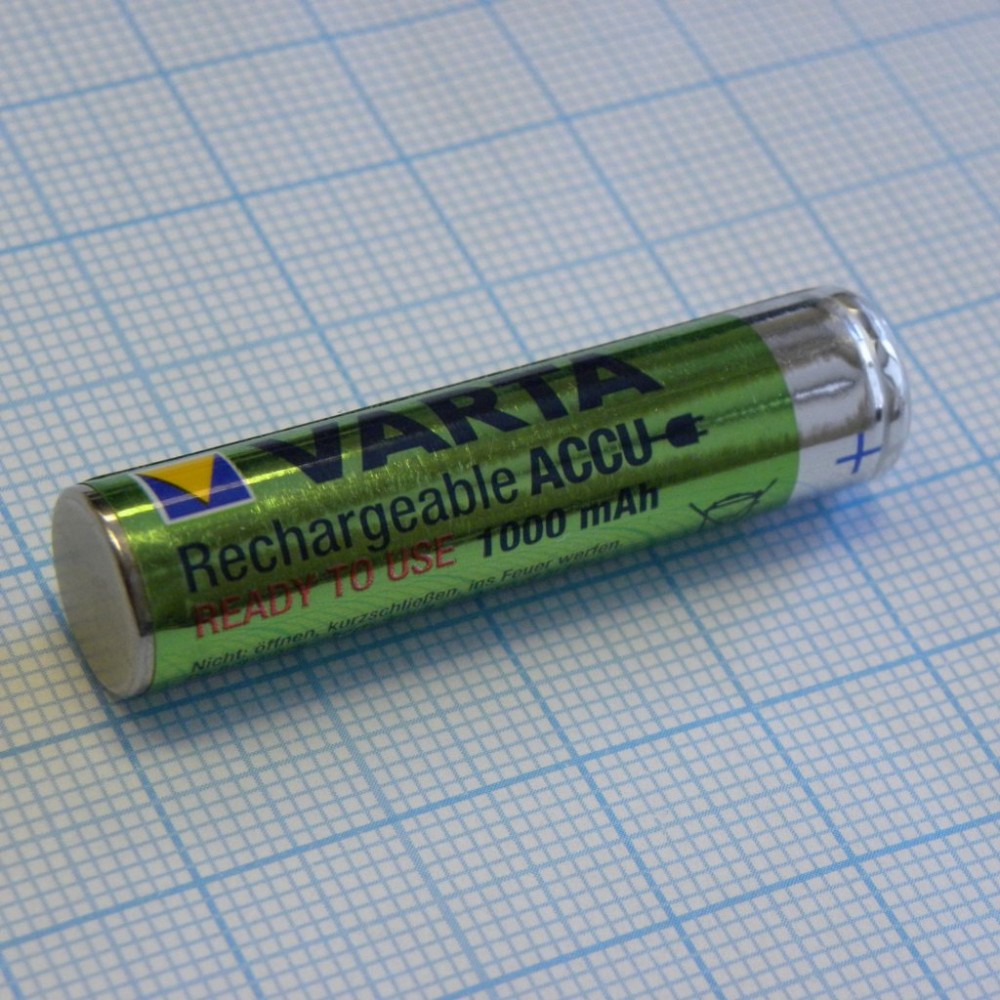 VARTA
Rechargeable ACCU
READY TO USE 1000 mAh
Nicht: öffnen, kurzschließen, ins Feuer werfen
+